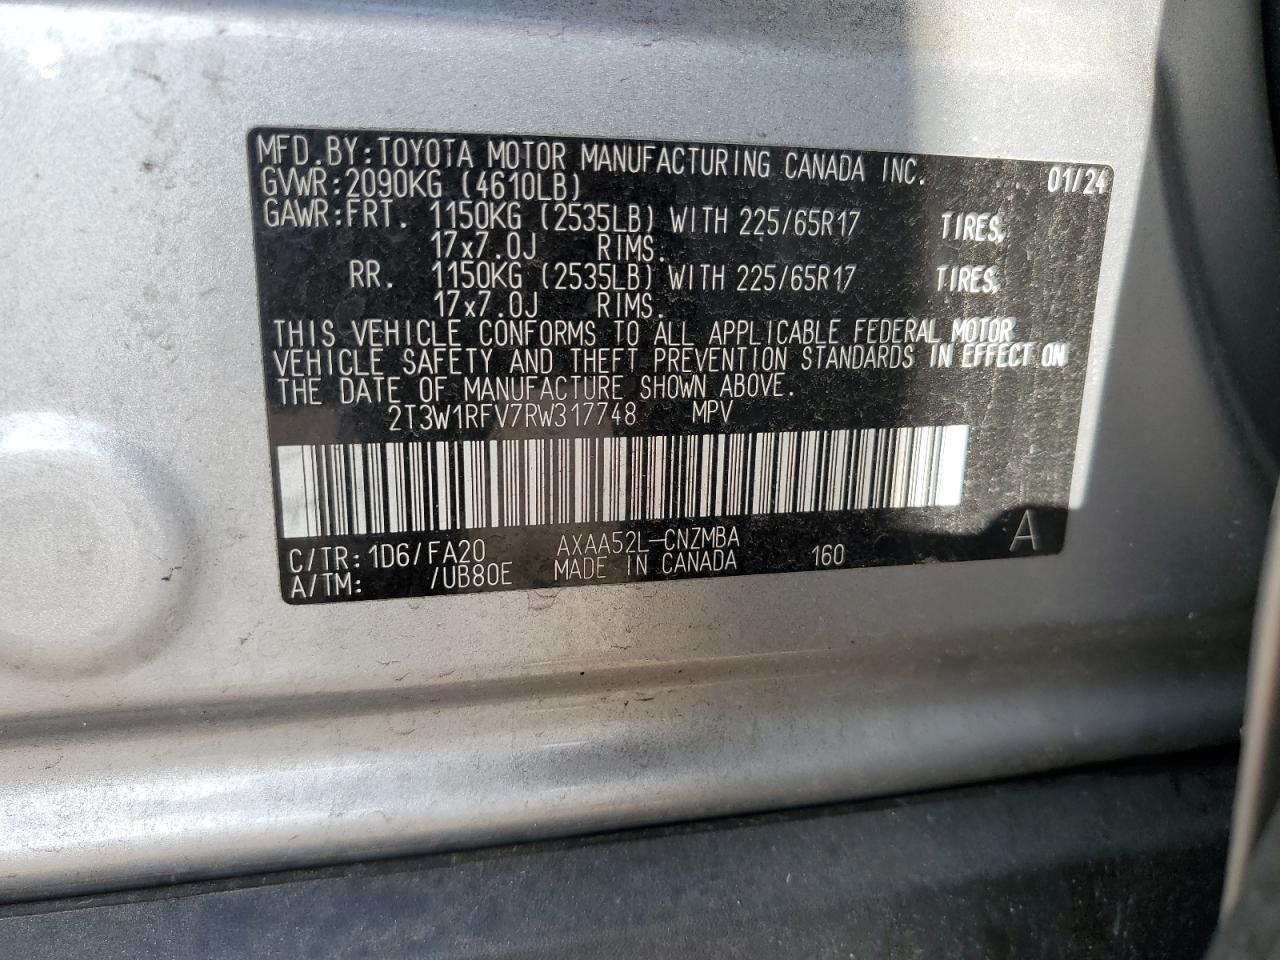 MFD.BY:TOYOTA MOTOR MANUFACTURING CANADA INC. 01/24
GVWR:2090KG (4610LB)
GAWR:FRT. 1150KG (2535LB) WITH 225/65R17 TIRES,
17x7.0J RIMS.
RR. 1150KG (2535LB) WITH 225/65R17 TIRES,
17x7.0J RIMS.
THIS VEHICLE CONFORMS TO ALL APPLICABLE FEDERAL MOTOR
VEHICLE SAFETY AND THEFT PREVENTION STANDARDS IN EFFECT ON
THE DATE OF MANUFACTURE SHOWN ABOVE.
2T3W1RFV7RW317748 MPV
C/TR:1D6/FA20 AXAA52L-CNZMBA A
A/TM: /UB80E MADE IN CANADA 160